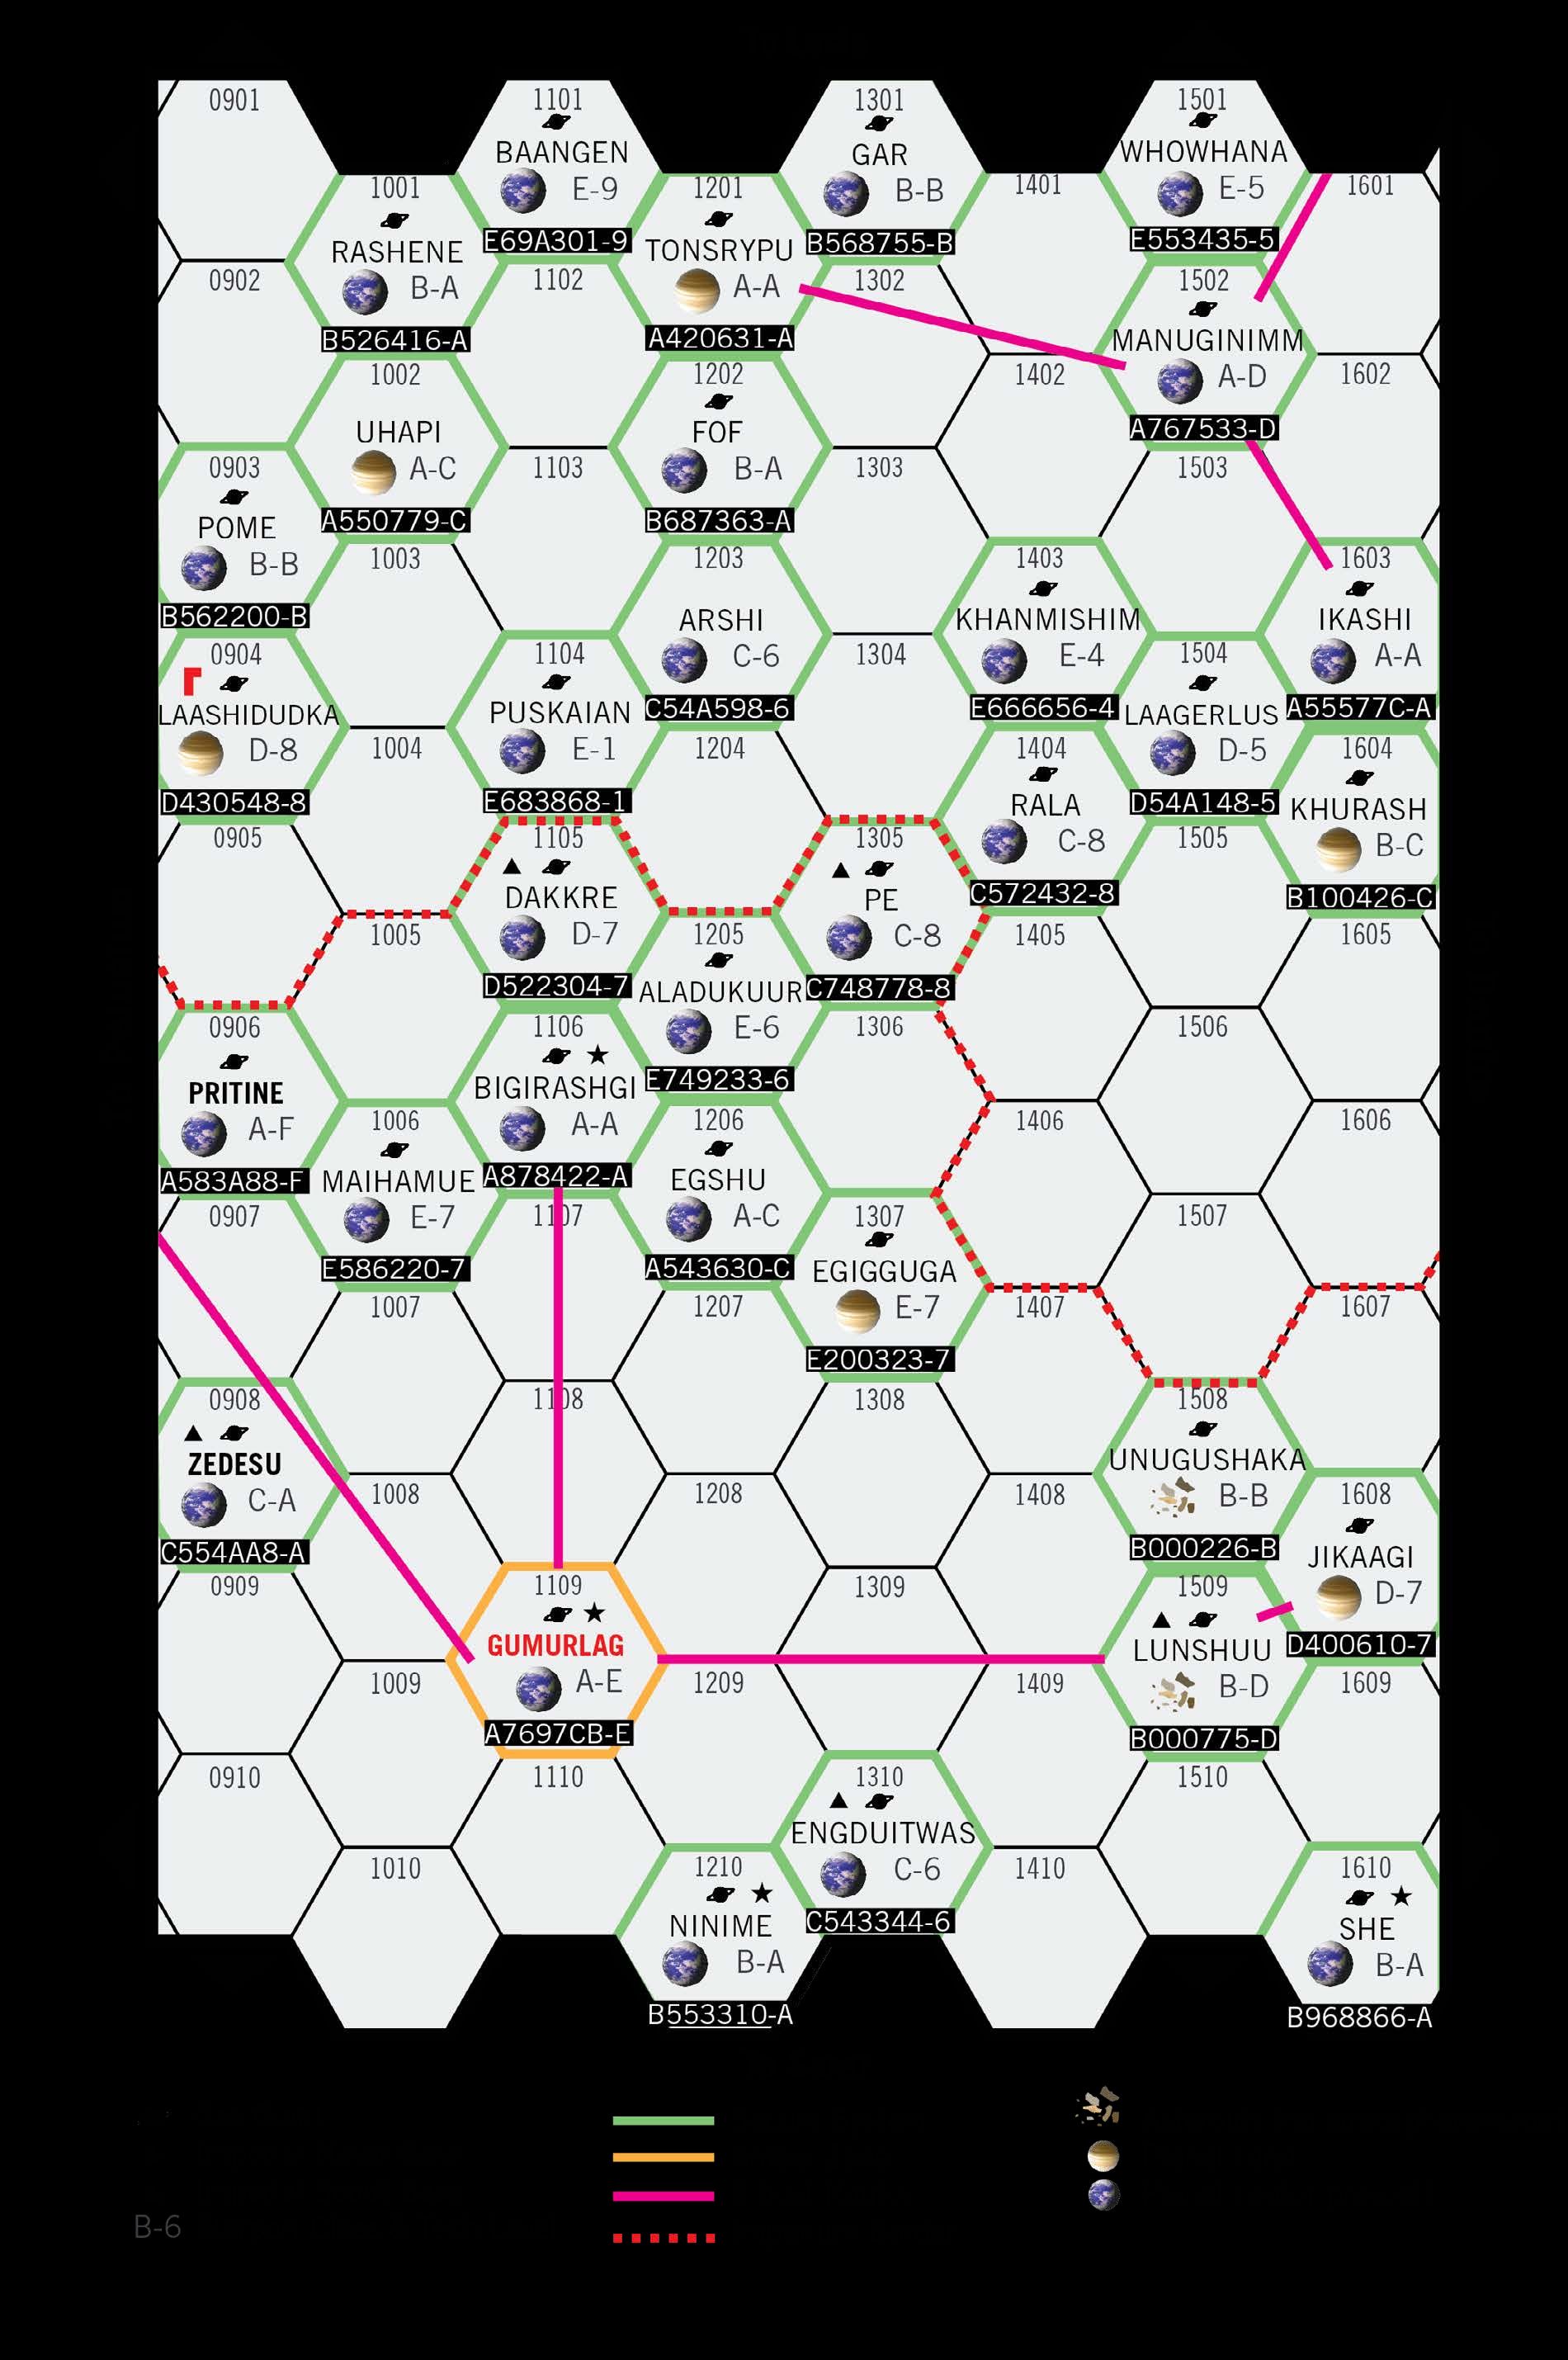 0901
1101
BAANGEN
E-9
E69A301-9
1301
GAR
B-B
B568755-B
1501
WHOWHANA
E-5
E553435-5
1001
RASHENE
B-A
B526416-A
1201
TONSRYPU
A-A
A420631-A
1401
1601
0902
1102
1302
1502
MANUGINIMM
A-D
A767533-D
1002
UHAPI
A-C
A550779-C
1202
FOF
B-A
B687363-A
1402
1602
0903
POME
B-B
B562200-B
1103
1303
1503
1003
1203
ARSHI
C-6
C54A598-6
1403
KHANMISHIM
E-4
E666656-4
1603
IKASHI
A-A
A55577C-A
0904
LAASHIDUDKA
D-8
D430548-8
1104
PUSKAIAN
E-1
E683868-1
1304
1504
LAAGERLUS
D-5
D54A148-5
1004
1204
1404
RALA
C-8
C572432-8
1604
KHURASH
B-C
B100426-C
0905
1105
DAKKRE
D-7
D522304-7
1305
PE
C-8
C748778-8
1505
1005
1205
ALADUKUUR
E-6
E749233-6
1405
1605
0906
PRITINE
A-F
A583A88-F
1106
BIGIRASHGI
A-A
A878422-A
1306
1506
1006
MAIHAMUE
E-7
E586220-7
1206
EGSHU
A-C
A543630-C
1406
1606
0907
1107
1307
EGIGGUGA
E-7
E200323-7
1507
1007
1207
1407
1607
0908
ZEDESU
C-A
C554AA8-A
1108
1308
1508
UNUGUSHAKA
B-B
B000226-B
1008
1208
1408
1608
JIKAAGI
D-7
D400610-7
0909
1109
GUMURLAG
A-E
A7697CB-E
1309
1509
LUNSHUU
B-D
B000775-D
1009
1209
1409
1609
0910
1110
1310
ENGDUITWAS
C-6
C543344-6
1510
1010
1210
NINIME
B-A
B553310-A
1410
1610
SHE
B-A
B968866-A
B-6